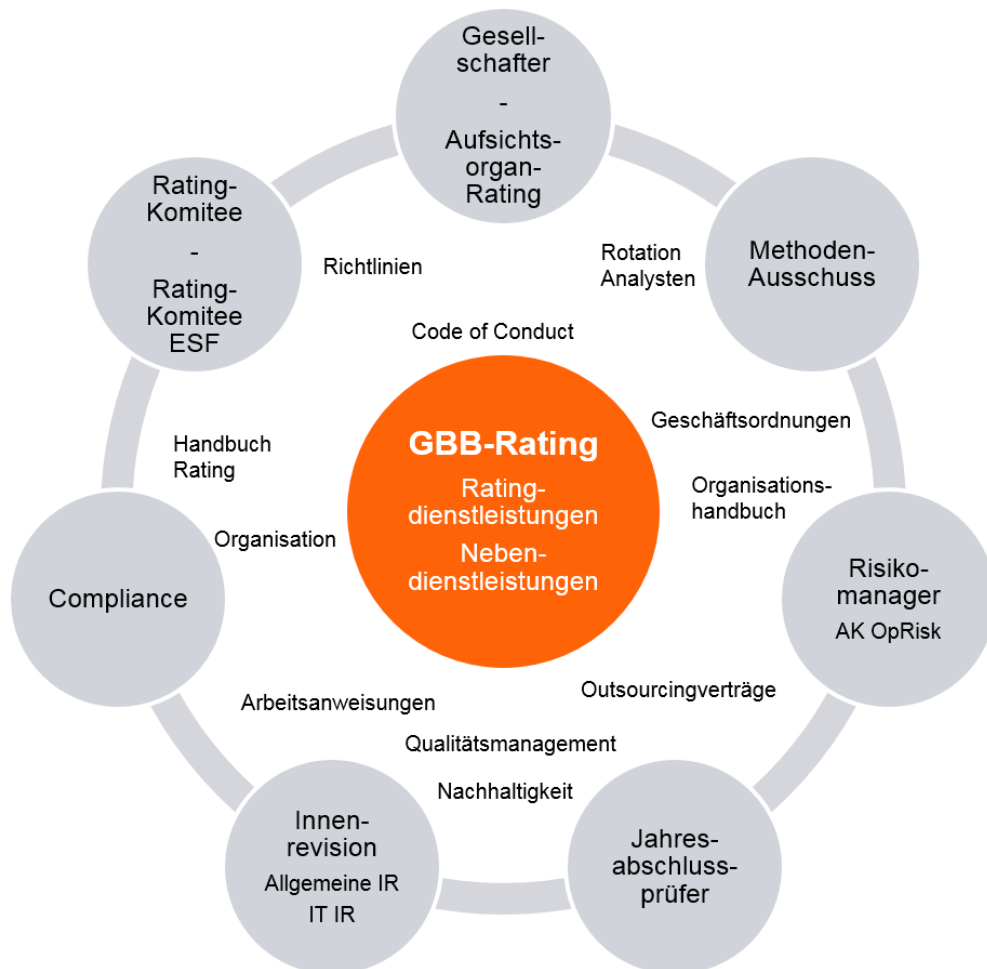 Gesell-
schafter
-
Aufsichts-
organ-
Rating
Rating-
Komitee
-
Rating-
Komitee
ESF
Richtlinien
Rotation
Analysten
Methoden-
Ausschuss
Code of Conduct
Geschäftsordnungen
GBB-Rating
Rating-
dienstleistungen
Neben-
dienstleistungen
Handbuch
Rating
Organisations-
handbuch
Organisation
Compliance
Risiko-
manager
AK OpRisk
Arbeitsanweisungen
Outsourcingverträge
Qualitätsmanagement
Nachhaltigkeit
Innen-
revision
Allgemeine IR
IT IR
Jahres-
abschluss-
prüfer